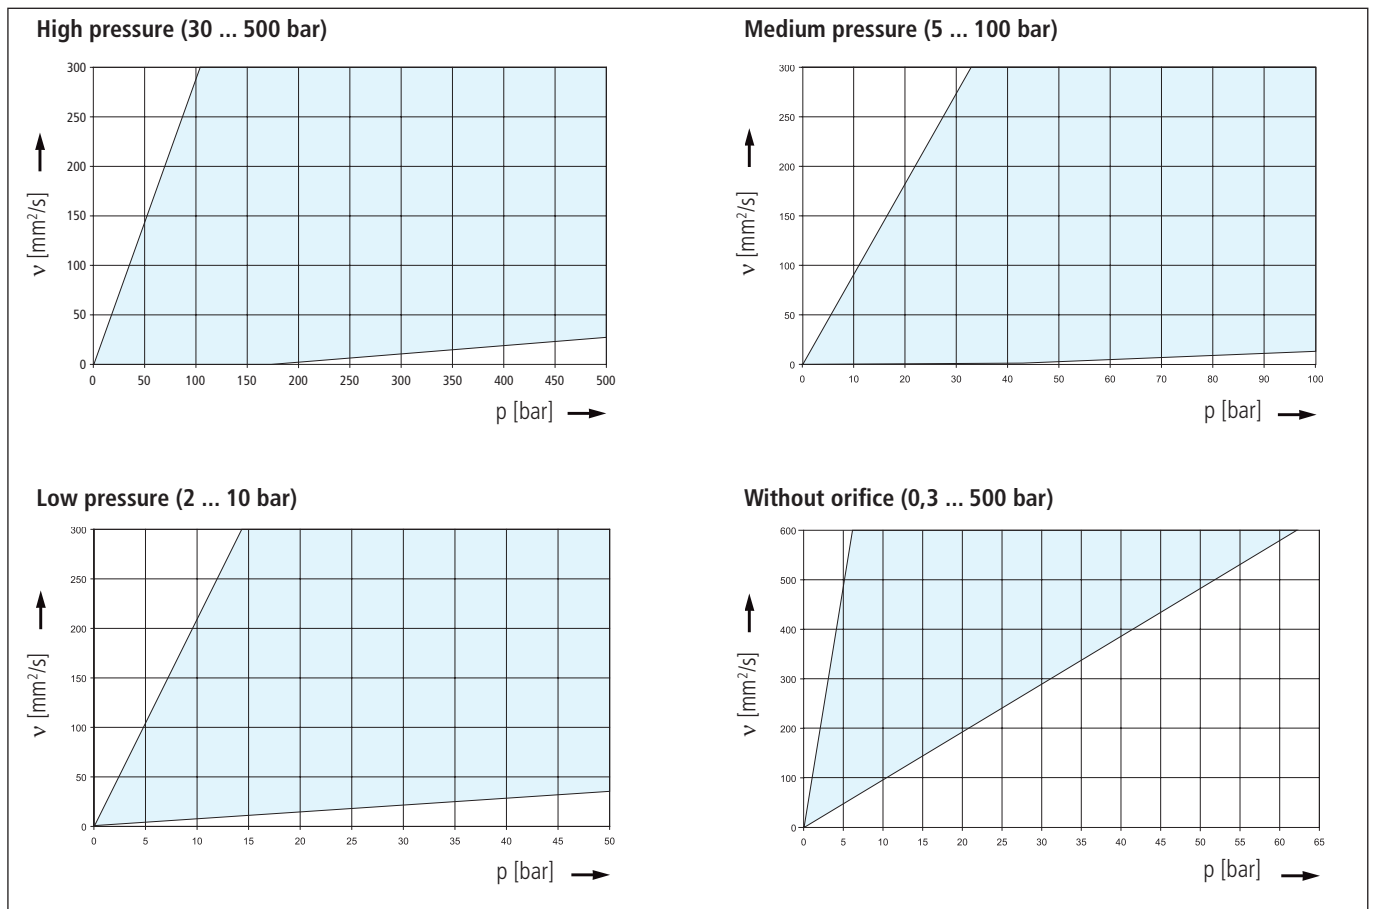 High pressure (30 ... 500 bar)
300
250
200
150
100
50
0
ν [mm²/s]
0 50 100 150 200 250 300 350 400 450 500
p [bar]
Medium pressure (5 ... 100 bar)
300
250
200
150
100
50
0
ν [mm²/s]
0 10 20 30 40 50 60 70 80 90 100
p [bar]
Low pressure (2 ... 10 bar)
300
250
200
150
100
50
0
ν [mm²/s]
0 5 10 15 20 25 30 35 40 45 50
p [bar]
Without orifice (0,3 ... 500 bar)
600
500
400
300
200
100
0
ν [mm²/s]
0 5 10 15 20 25 30 35 40 45 50 55 60 65
p [bar]